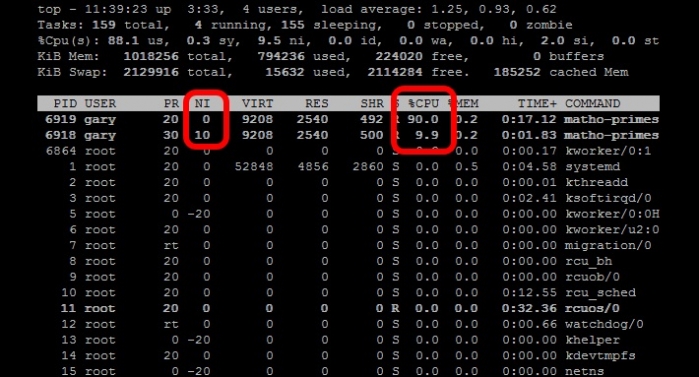 top - 11:39:23 up  3:33,  4 users,  load average: 1.25, 0.93, 0.62
Tasks: 159 total,   4 running, 155 sleeping,   0 stopped,   0 zombie
%Cpu(s): 88.1 us,  0.3 sy,  9.5 ni,  0.0 id,  0.0 wa,  0.0 hi,  2.0 si,  0.0 st
KiB Mem:   1018256 total,   794236 used,   224020 free,        0 buffers
KiB Swap:  2129916 total,    15632 used,  2114284 free.   185252 cached Mem
PID USER PR NI VIRT RES SHR S %CPU %MEM TIME+ COMMAND
6919 gary 20 0 9208 2540 492 R 90.0 0.2 0:17.12 matho-primes
6918 gary 30 10 9208 2540 500 R 9.9 0.2 0:01.83 matho-primes
6864 root 20 0 0 0 0 S 0.0 0.0 0:00.17 kworker/0:1
1 root 20 0 52848 4856 2860 S 0.0 0.5 0:04.58 systemd
2 root 20 0 0 0 0 S 0.0 0.0 0:00.01 kthreadd
3 root 20 0 0 0 0 S 0.0 0.0 0:02.41 ksoftirqd/0
5 root 0 -20 0 0 0 S 0.0 0.0 0:00.00 kworker/0:0H
6 root 20 0 0 0 0 S 0.0 0.0 0:00.00 kworker/u2:0
7 root rt 0 0 0 0 S 0.0 0.0 0:00.00 migration/0
8 root 20 0 0 0 0 S 0.0 0.0 0:00.00 rcu_bh
9 root 20 0 0 0 0 S 0.0 0.0 0:00.00 rcuob/0
10 root 20 0 0 0 0 S 0.0 0.0 0:12.55 rcu_sched
11 root 20 0 0 0 0 R 0.0 0.0 0:32.36 rcuos/0
12 root rt 0 0 0 0 S 0.0 0.0 0:00.66 watchdog/0
13 root 0 -20 0 0 0 S 0.0 0.0 0:00.00 khelper
14 root 20 0 0 0 0 S 0.0 0.0 0:00.00 kdevtmpfs
15 root 0 -20 0 0 0 S 0.0 0.0 0:00.00 netns